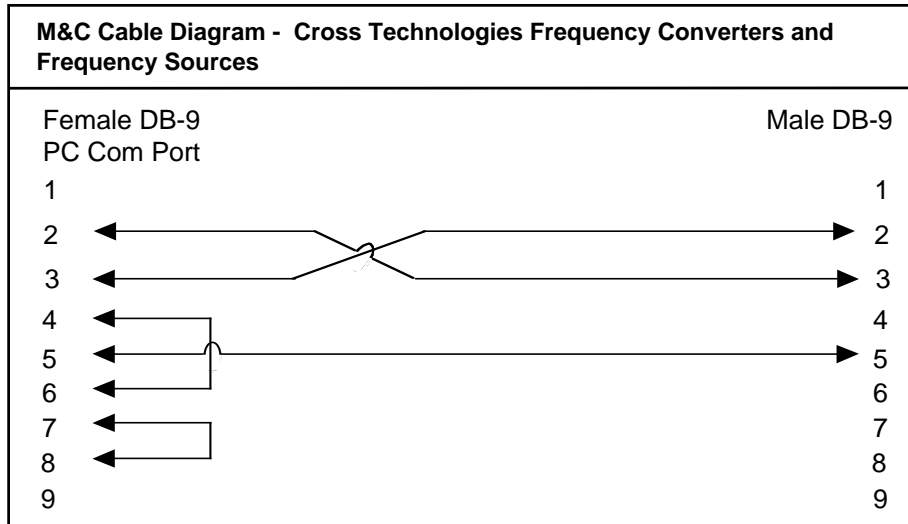 M&C Cable Diagram - Cross Technologies Frequency Converters and
Frequency Sources
Female DB-9
Male DB-9
PC Com Port
1 1
2 2
3 3
4 4
5 5
6 6
7 7
8 8
9 9